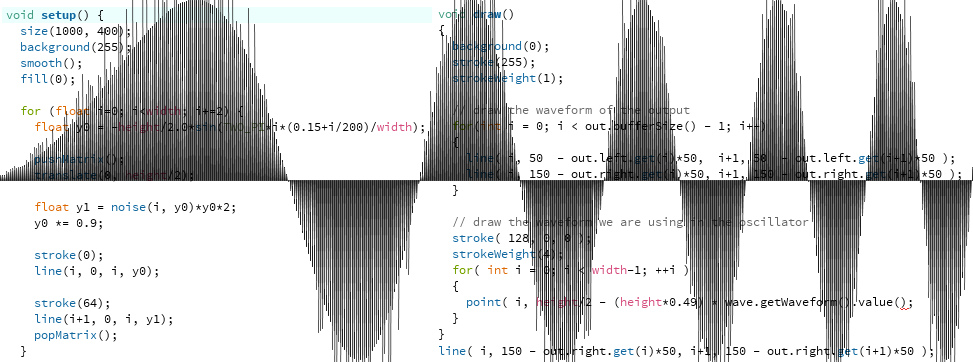 void setup() {
size(1000, 400);
background(255);
smooth();
fill(0);
for (float i=0; i<width; i+=2) {
float y0 = -height/2.0*sin(TWO_PI*i*(0.15+i/200)/width);
pushMatrix();
translate(0, height/2);
float y1 = noise(i, y0)*y0*2;
y0 *= 0.9;
stroke(0);
line(i, 0, i, y0);
stroke(64);
line(i+1, 0, i, y1);
popMatrix();
}
void draw()
{
background(0);
stroke(255);
strokeWeight(1);
// draw the waveform of the output
for(int i = 0; i < out.bufferSize() - 1; i++)
{
line( i, 50 - out.left.get(i)*50, i+1, 50 - out.left.get(i+1)*50 );
line( i, 150 - out.right.get(i)*50, i+1, 150 - out.right.get(i+1)*50 );
}
// draw the waveform we are using in the oscillator
stroke( 128, 0, 0 );
strokeWeight(4);
for( int i = 0; i < width-1; ++i )
{
point( i, height/2 - (height*0.49) * wave.getWaveform().value();
}
}
line( i, 150 - out.right.get(i)*50, i+1, 150 - out.right.get(i+1)*50 );